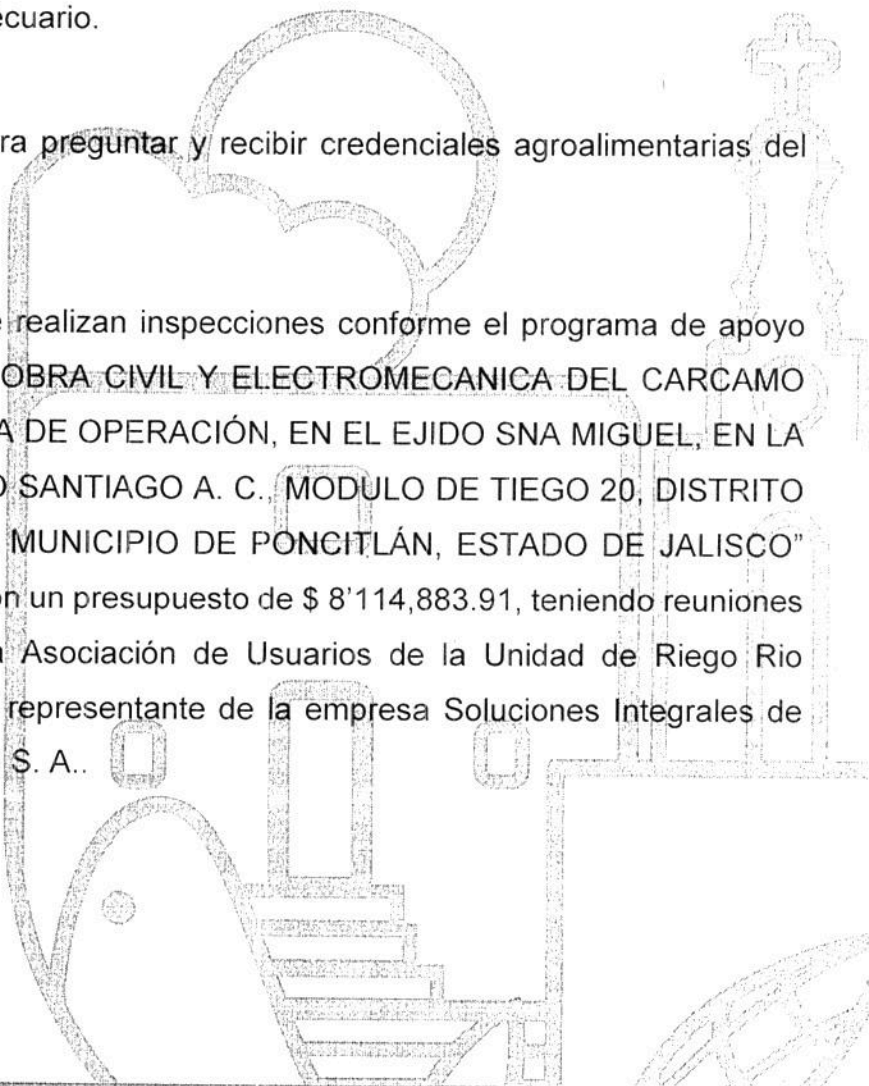 ecuario.
ra preguntar y recibir credenciales agroalimentarias del
realizan inspecciones conforme el programa de apoyo
OBRA CIVIL Y ELECTROMECANICA DEL CARCAMO
A DE OPERACIÓN, EN EL EJIDO SNA MIGUEL, EN LA
O SANTIAGO A. C., MODULO DE TIEGO 20, DISTRITO
MUNICIPIO DE PONCITLÁN, ESTADO DE JALISCO”
on un presupuesto de $ 8’114,883.91, teniendo reuniones
Asociación de Usuarios de la Unidad de Riego Rio
representante de la empresa Soluciones Integrales de
S. A..